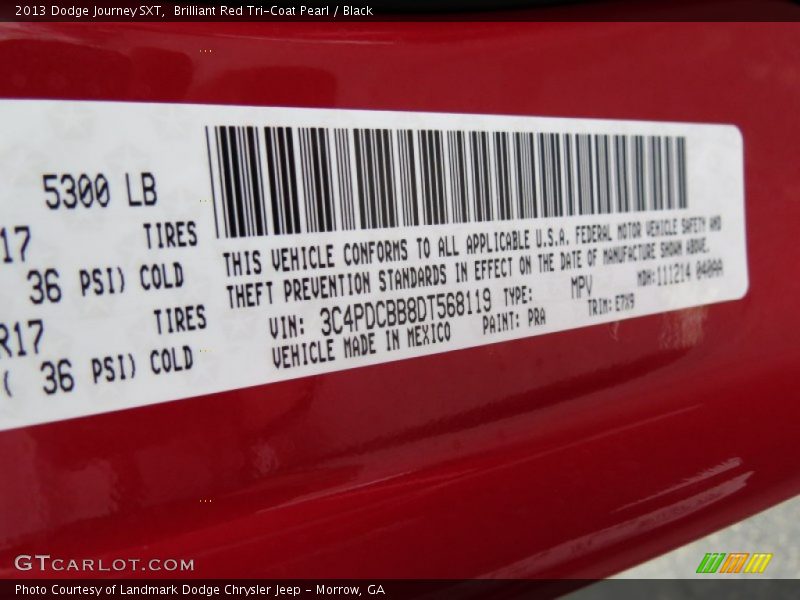 2013 Dodge Journey SXT,  Brilliant Red Tri-Coat Pearl / Black
5300 LB
17 TIRES
36 PSI) COLD
R17 TIRES
( 36 PSI) COLD
THIS VEHICLE CONFORMS TO ALL APPLICABLE U.S.A. FEDERAL MOTOR VEHICLE SAFETY AND
THEFT PREVENTION STANDARDS IN EFFECT ON THE DATE OF MANUFACTURE SHOWN ABOVE.
VIN: 3C4PDCBB8DT568119 TYPE: MPV MDH:111214 040AA
VEHICLE MADE IN MEXICO PAINT: PRA TRIM:
GTCARLOT.COM
Photo Courtesy of Landmark Dodge Chrysler Jeep - Morrow, GA